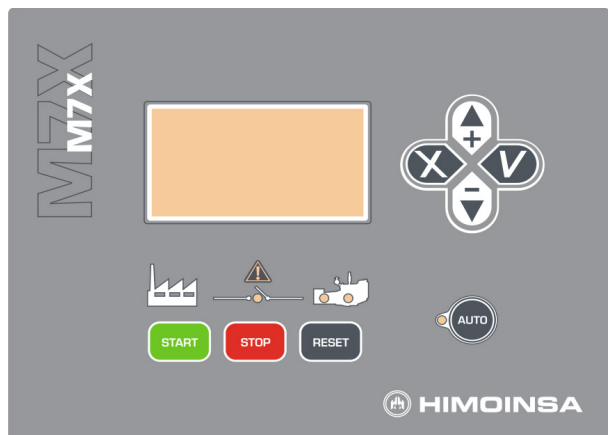 M7X
M7X
+
X V
−
START STOP RESET
AUTO
HIMOINSA